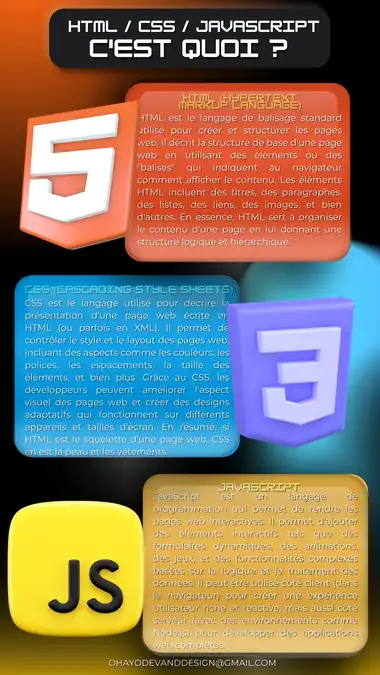 HTML / CSS / JAVASCRIPT
C'EST QUOI ?
HTML (HYPERTEXT
MARKUP LANGUAGE)
HTML est le langage de balisage standard
utilisé pour créer et structurer les pages
web. Il décrit la structure de base d'une page
web en utilisant des éléments ou des
"balises" qui indiquent au navigateur
comment afficher le contenu. Les éléments
HTML incluent des titres, des paragraphes,
des listes, des liens, des images, et bien
d'autres. En essence, HTML sert à organiser
le contenu d'une page en lui donnant une
structure logique et hiérarchique.
5
CSS (CASCADING STYLE SHEETS)
CSS est le langage utilisé pour décrire la
présentation d'une page web écrite en
HTML (ou parfois en XML). Il permet de
contrôler le style et le layout des pages web,
incluant des aspects comme les couleurs, les
polices, les espacements, la taille des
éléments, et bien plus. Grâce au CSS, les
développeurs peuvent améliorer l'aspect
visuel des pages web et créer des designs
adaptatifs qui fonctionnent sur différents
appareils et tailles d'écran. En résumé, si
HTML est le squelette d'une page web, CSS
en est la peau et les vêtements.
3
JAVASCRIPT
JavaScript est un langage de
programmation qui permet de rendre les
pages web interactives. Il permet d'ajouter
des éléments interactifs tels que des
formulaires dynamiques, des animations,
des jeux, et des fonctionnalités complexes
basées sur la logique et le traitement des
données. Il peut être utilisé côté client (dans
le navigateur) pour créer une expérience
utilisateur riche et réactive, mais aussi côté
serveur (avec des environnements comme
Node.js) pour développer des applications
web complètes.
JS
OHAYODEVANDDESIGN@GMAIL.COM